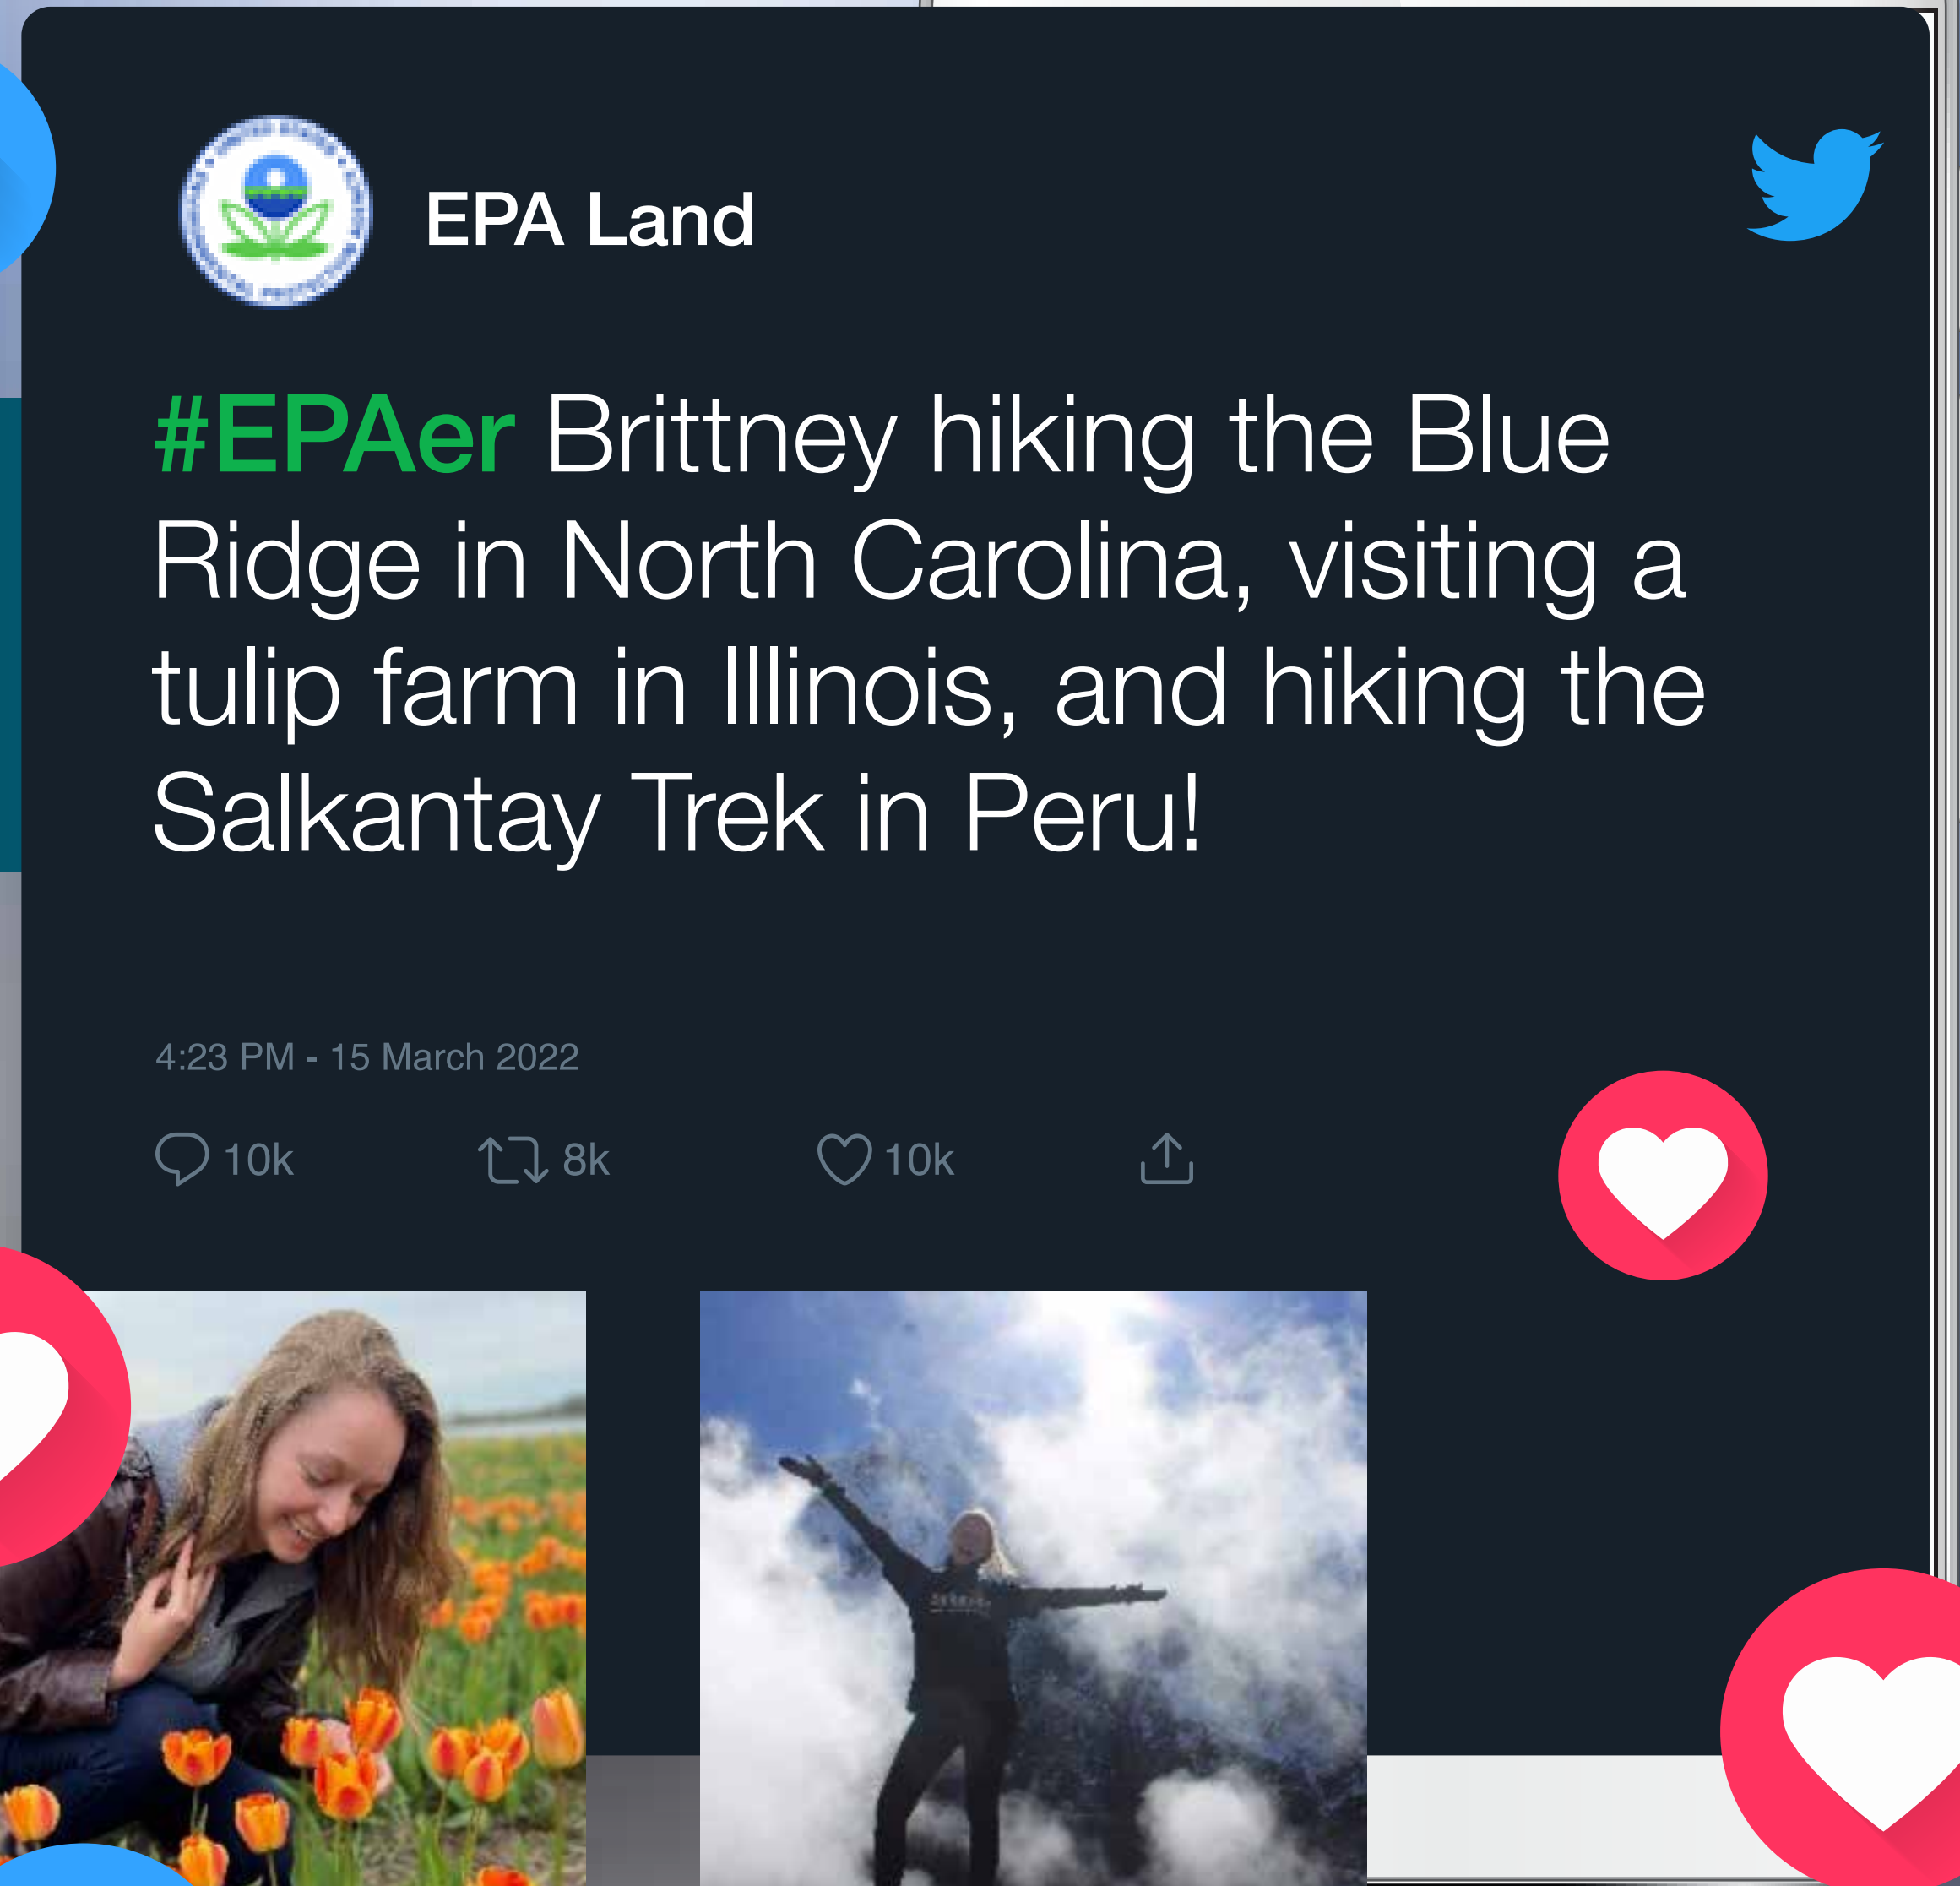 EPA Land
#EPAer Brittney hiking the Blue
Ridge in North Carolina, visiting a
tulip farm in Illinois, and hiking the
Salkantay Trek in Peru!
4:23 PM - 15 March 2022
10k 8k 10k